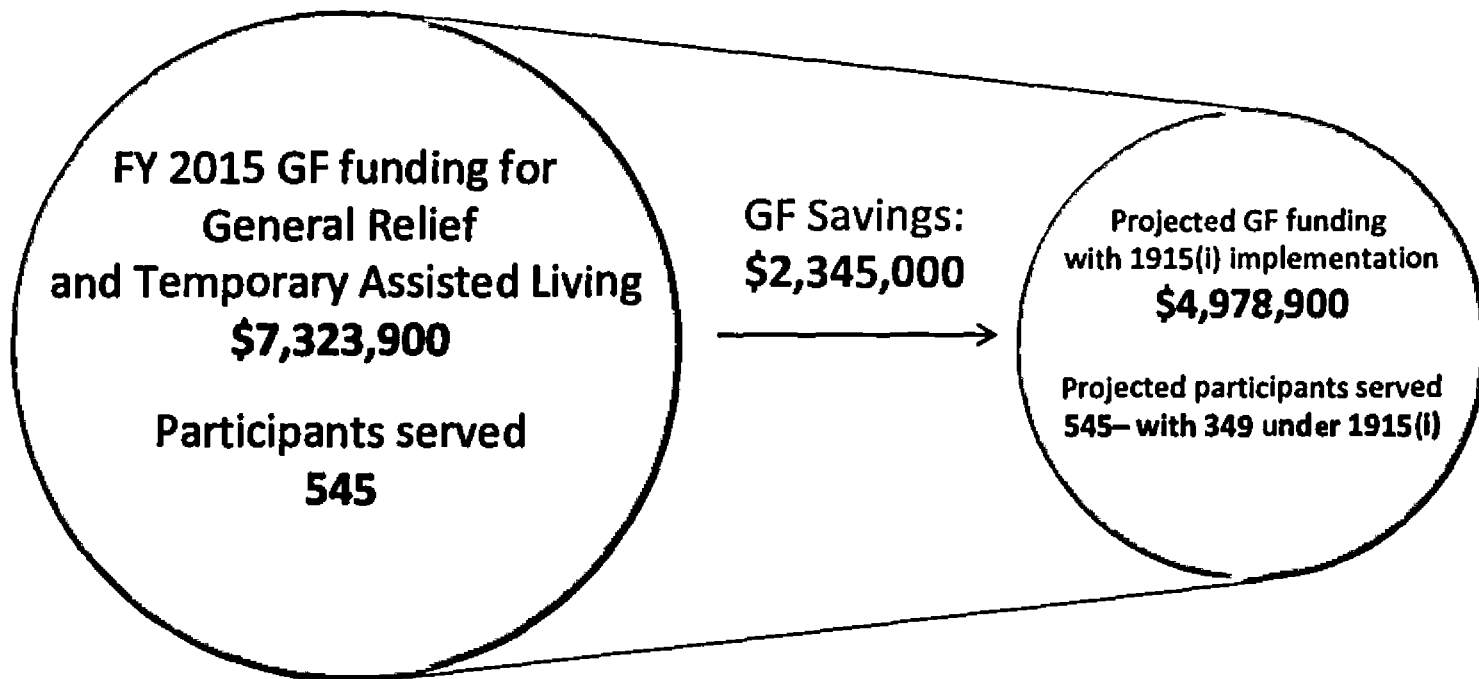 FY 2015 GF funding for
General Relief
and Temporary Assisted Living
$7,323,900
Participants served
545
GF Savings:
$2,345,000
Projected GF funding
with 1915(i) implementation
$4,978,900
Projected participants served
545– with 349 under 1915(i)